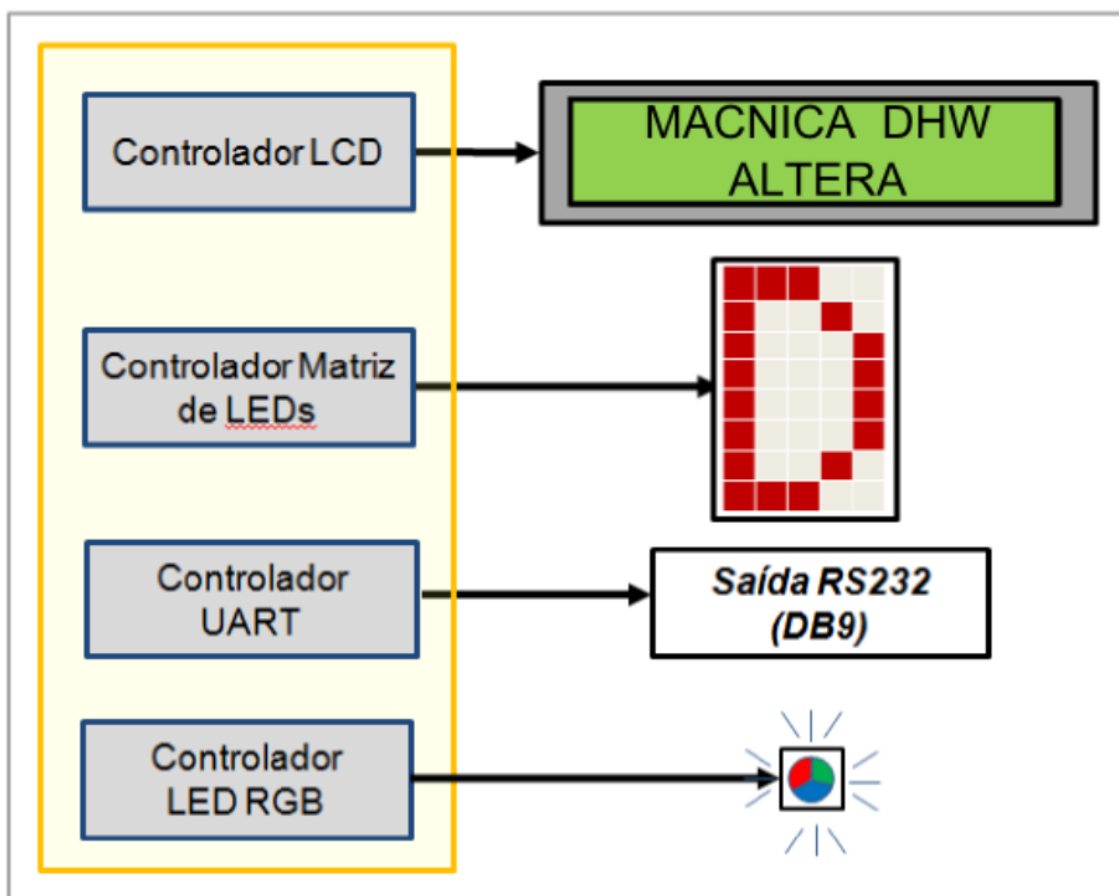 Controlador LCD
MACNICA DHW
ALTERA
Controlador Matriz
de LEDs
Controlador
UART
Saída RS232
(DB9)
Controlador
LED RGB